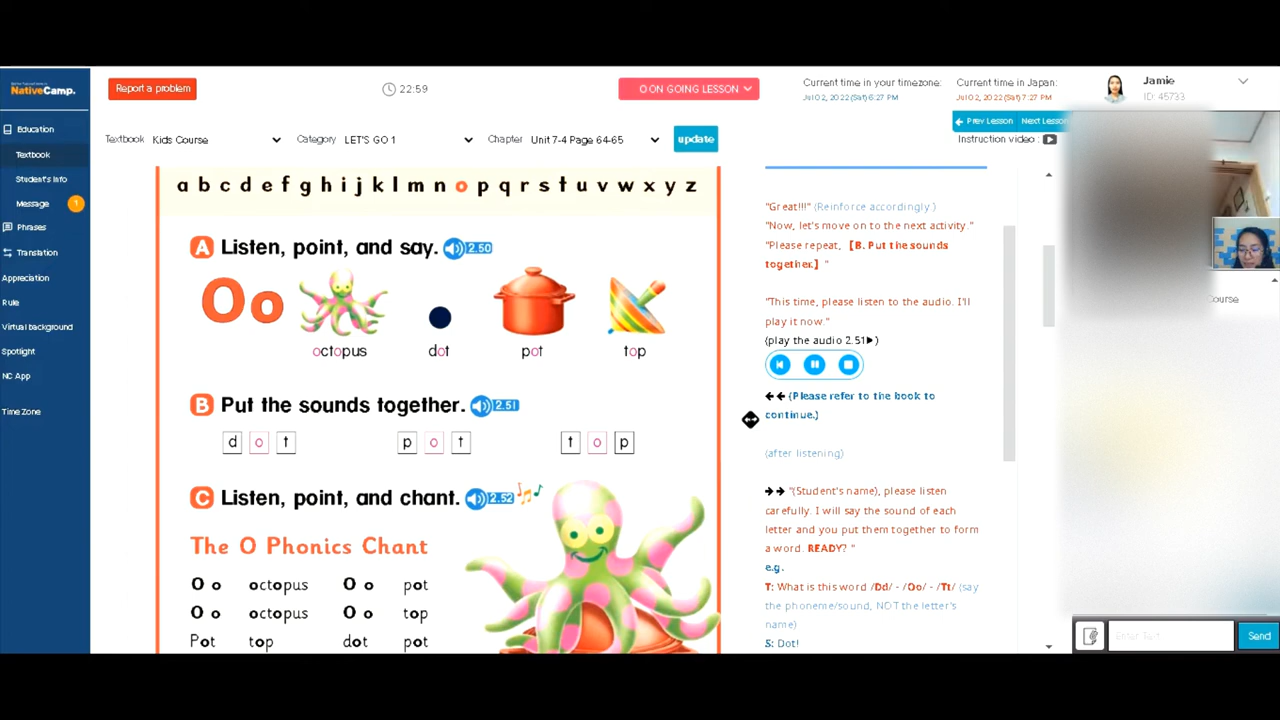 NativeCamp.
Report a problem
22:59
O ON GOING LESSON
Current time in your timezone:
Jul 02, 2022 (Sat) 6:27 PM
Current time in Japan:
Jul 02, 2022 (Sat) 7:27 PM
Jamie
ID: 45733
Education
Textbook
Student's Info
Message 1
Phrases
Translation
Appreciation
Rule
Virtual background
Spotlight
NC App
Time Zone
Textbook Kids Course Category LET'S GO 1 Chapter Unit 7-4 Page 64-65 update
Prev Lesson Next Lesson
Instruction video :
a b c d e f g h i j k l m n o p q r s t u v w x y z
A Listen, point, and say. 2.50
Oo
octopus dot pot top
B Put the sounds together. 2.51
d o t p o t t o p
C Listen, point, and chant. 2.52
The O Phonics Chant
O o octopus O o pot
O o octopus O o top
Pot top dot pot
"Great!!!" (Reinforce accordingly )
"Now, let's move on to the next activity."
"Please repeat, 【B. Put the sounds
together.】 "
"This time, please listen to the audio. I'll
play it now."
(play the audio 2.51▶)
🡰🡰 (Please refer to the book to
continue.)
(after listening)
🡲🡲 "(Student's name), please listen
carefully. I will say the sound of each
letter and you put them together to form
a word. READY? "
e.g.
T: What is this word /Dd/ - /Oo/ - /Tt/ (say
the phoneme/sound, NOT the letter's
name)
S: Dot!
Course
Enter Text
Send